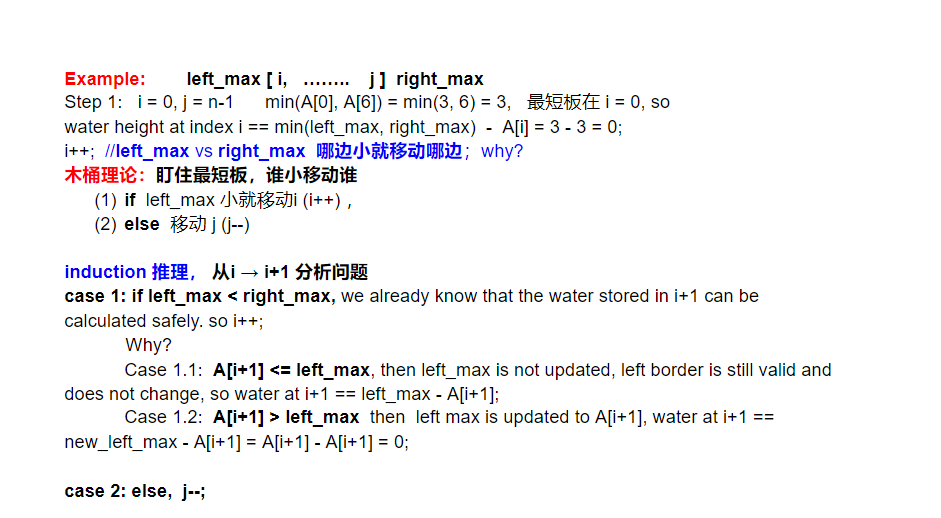 Example: left_max [ i, …….. j ] right_max
Step 1: i = 0, j = n-1 min(A[0], A[6]) = min(3, 6) = 3, 最短板在 i = 0, so
water height at index i == min(left_max, right_max) - A[i] = 3 - 3 = 0;
i++; //left_max vs right_max 哪边小就移动哪边；why?
木桶理论：盯住最短板，谁小移动谁
(1) if left_max 小就移动i (i++) ，
(2) else 移动 j (j--)
induction 推理， 从i → i+1 分析问题
case 1: if left_max < right_max, we already know that the water stored in i+1 can be
calculated safely. so i++;
Why?
Case 1.1: A[i+1] <= left_max, then left_max is not updated, left border is still valid and
does not change, so water at i+1 == left_max - A[i+1];
Case 1.2: A[i+1] > left_max then left max is updated to A[i+1], water at i+1 ==
new_left_max - A[i+1] = A[i+1] - A[i+1] = 0;
case 2: else, j--;